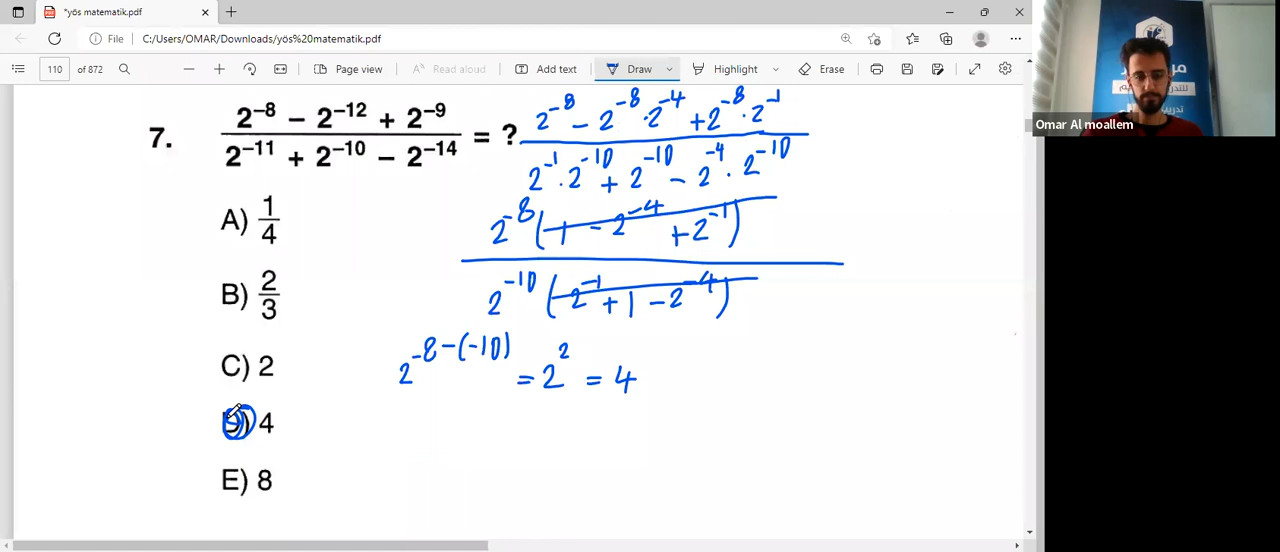 *yös matematik.pdf
File C:/Users/OMAR/Downloads/yös%20matematik.pdf
110 of 872 Page view Read aloud Add text Draw Highlight Erase
7. (2⁻⁸ − 2⁻¹² + 2⁻⁹) / (2⁻¹¹ + 2⁻¹⁰ − 2⁻¹⁴) = ?
(2⁻⁸ − 2⁻⁸ · 2⁻⁴ + 2⁻⁸ · 2⁻¹) / (2⁻¹ · 2⁻¹⁰ + 2⁻¹⁰ − 2⁻⁴ · 2⁻¹⁰)
2⁻⁸ (1 − 2⁻⁴ + 2⁻¹) / 2⁻¹⁰ (2⁻¹ + 1 − 2⁻⁴)
2^(-8-(-10)) = 2² = 4
A) 1/4
B) 2/3
C) 2
D) 4
E) 8
Omar Al moallem